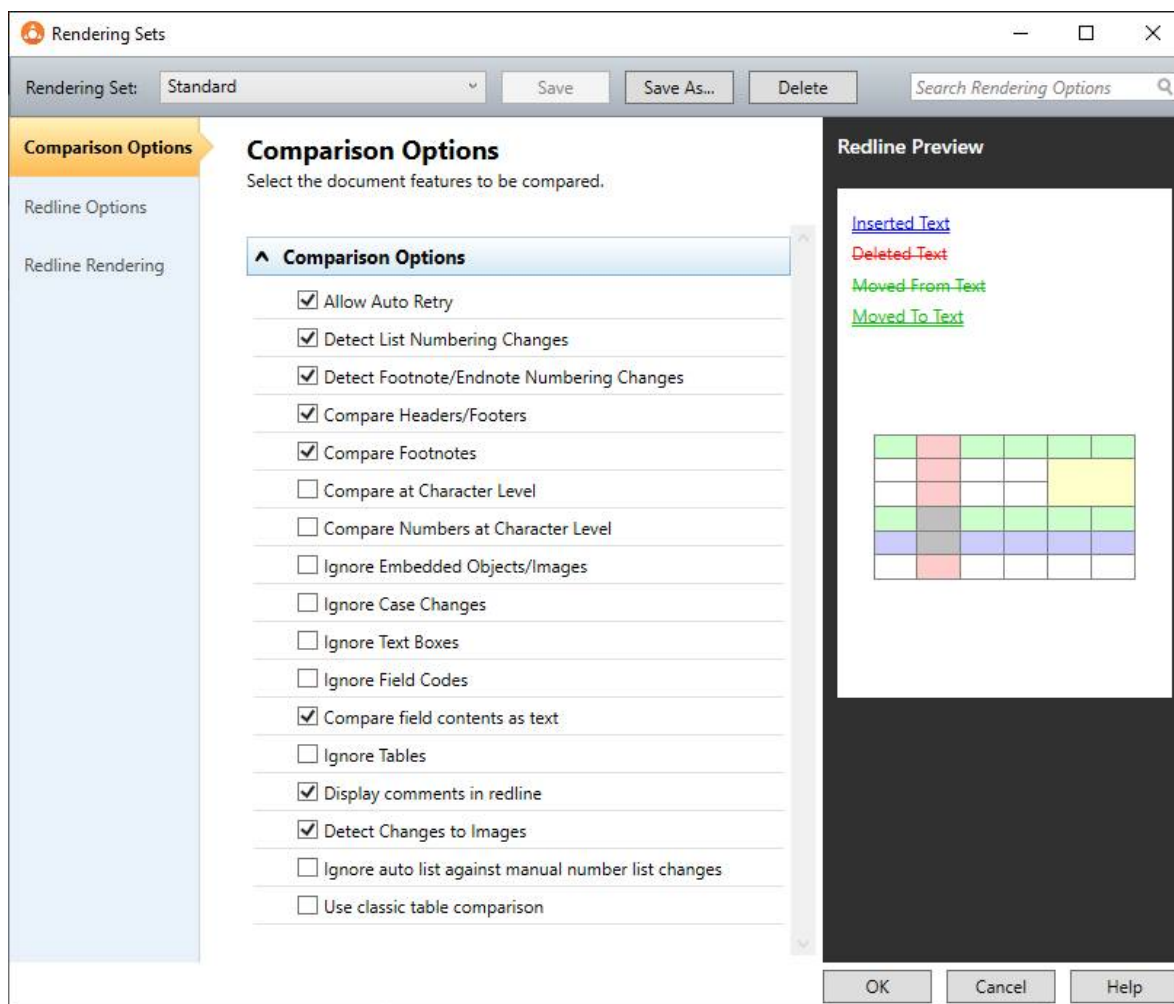 Rendering Sets
Rendering Set: Standard Save Save As... Delete Search Rendering Options
Comparison Options
Redline Options
Redline Rendering
Comparison Options
Select the document features to be compared.
Comparison Options
Allow Auto Retry
Detect List Numbering Changes
Detect Footnote/Endnote Numbering Changes
Compare Headers/Footers
Compare Footnotes
Compare at Character Level
Compare Numbers at Character Level
Ignore Embedded Objects/Images
Ignore Case Changes
Ignore Text Boxes
Ignore Field Codes
Compare field contents as text
Ignore Tables
Display comments in redline
Detect Changes to Images
Ignore auto list against manual number list changes
Use classic table comparison
Redline Preview
Inserted Text
Deleted Text
Moved From Text
Moved To Text
OK Cancel Help